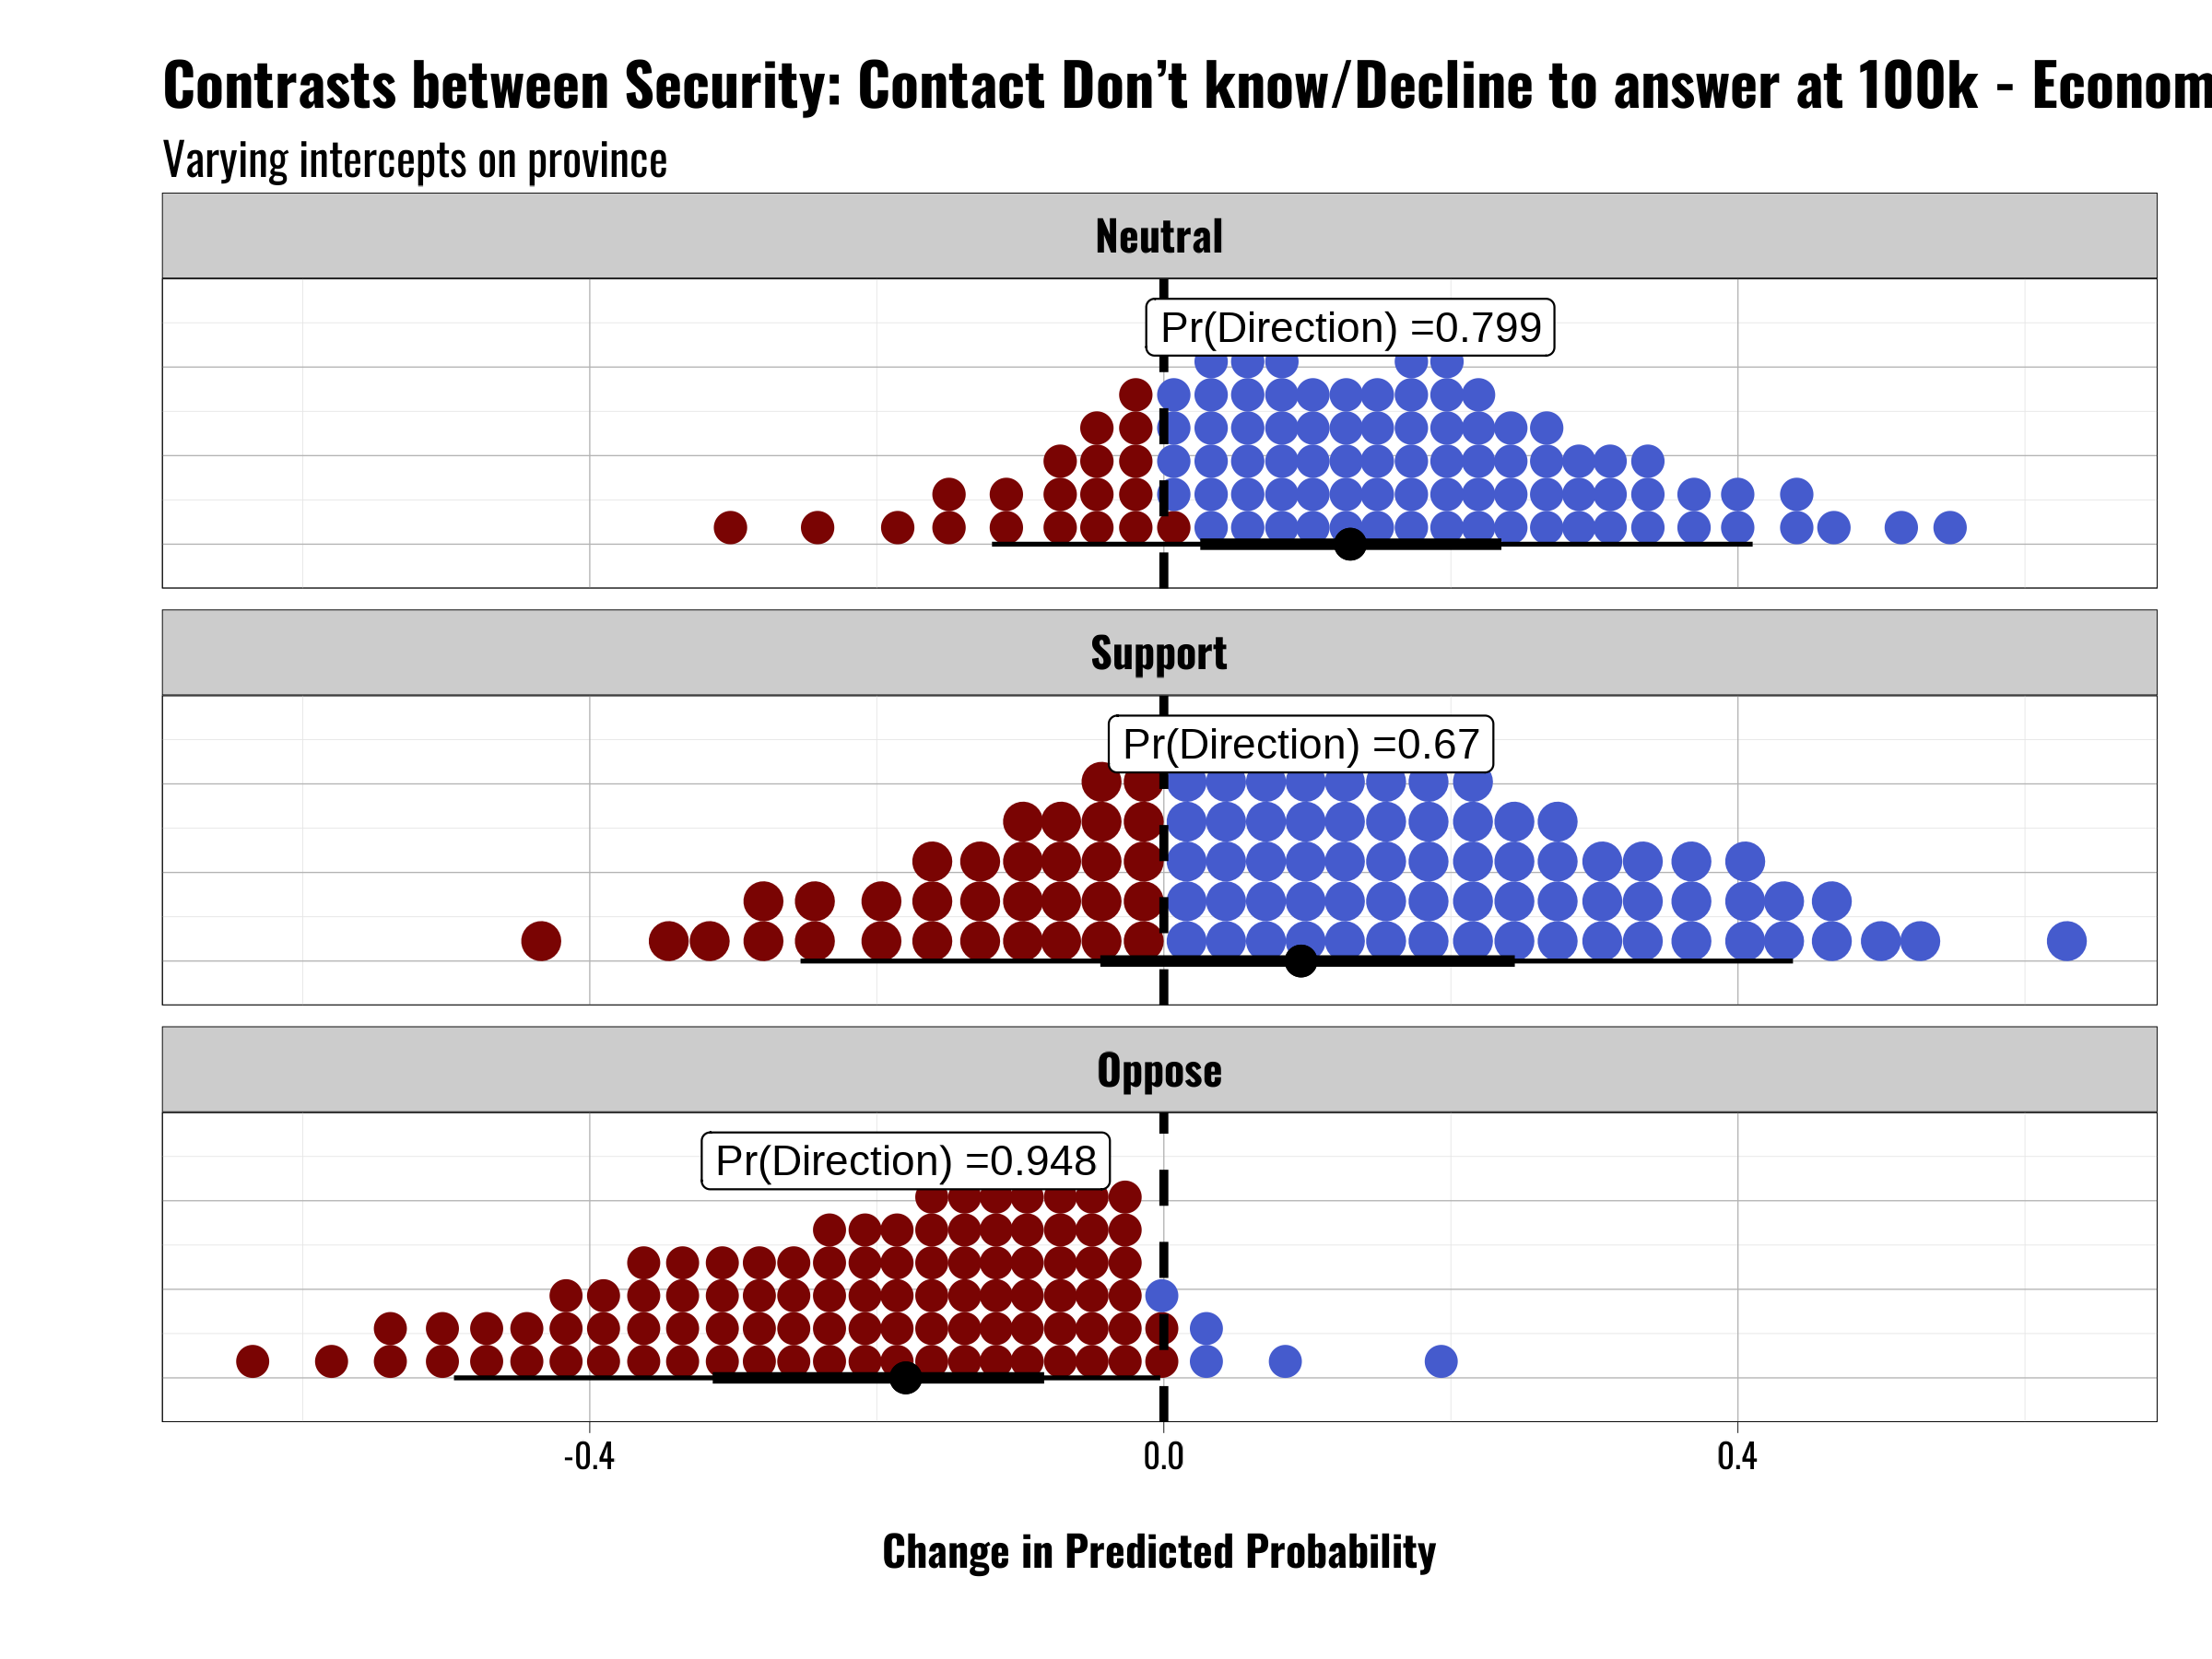 Contrasts between Security: Contact Don’t know/Decline to answer at 100k - Econom
Varying intercepts on province
Neutral
Pr(Direction) =0.799
Support
Pr(Direction) =0.67
Oppose
Pr(Direction) =0.948
-0.4 0.0 0.4
Change in Predicted Probability